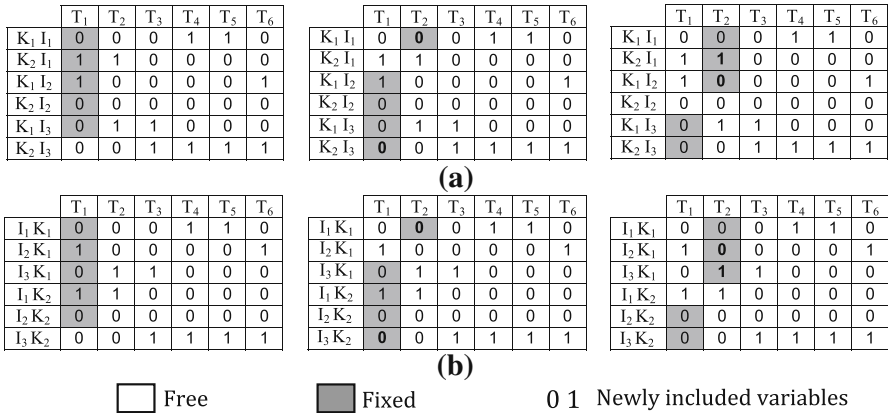 T1 T2 T3 T4 T5 T6
K1 I1 0 0 0 1 1 0
K2 I1 1 1 0 0 0 0
K1 I2 1 0 0 0 0 1
K2 I2 0 0 0 0 0 0
K1 I3 0 1 1 0 0 0
K2 I3 0 0 1 1 1 1
T1 T2 T3 T4 T5 T6
K1 I1 0 0 0 1 1 0
K2 I1 1 1 0 0 0 0
K1 I2 1 0 0 0 0 1
K2 I2 0 0 0 0 0 0
K1 I3 0 1 1 0 0 0
K2 I3 0 0 1 1 1 1
T1 T2 T3 T4 T5 T6
K1 I1 0 0 0 1 1 0
K2 I1 1 1 0 0 0 0
K1 I2 1 0 0 0 0 1
K2 I2 0 0 0 0 0 0
K1 I3 0 1 1 0 0 0
K2 I3 0 0 1 1 1 1
(a)
T1 T2 T3 T4 T5 T6
I1 K1 0 0 0 1 1 0
I2 K1 1 0 0 0 0 1
I3 K1 0 1 1 0 0 0
I1 K2 1 1 0 0 0 0
I2 K2 0 0 0 0 0 0
I3 K2 0 0 1 1 1 1
T1 T2 T3 T4 T5 T6
I1 K1 0 0 0 1 1 0
I2 K1 1 0 0 0 0 1
I3 K1 0 1 1 0 0 0
I1 K2 1 1 0 0 0 0
I2 K2 0 0 0 0 0 0
I3 K2 0 0 1 1 1 1
T1 T2 T3 T4 T5 T6
I1 K1 0 0 0 1 1 0
I2 K1 1 0 0 0 0 1
I3 K1 0 1 1 0 0 0
I1 K2 1 1 0 0 0 0
I2 K2 0 0 0 0 0 0
I3 K2 0 0 1 1 1 1
(b)
Free
Fixed
0 1 Newly included variables